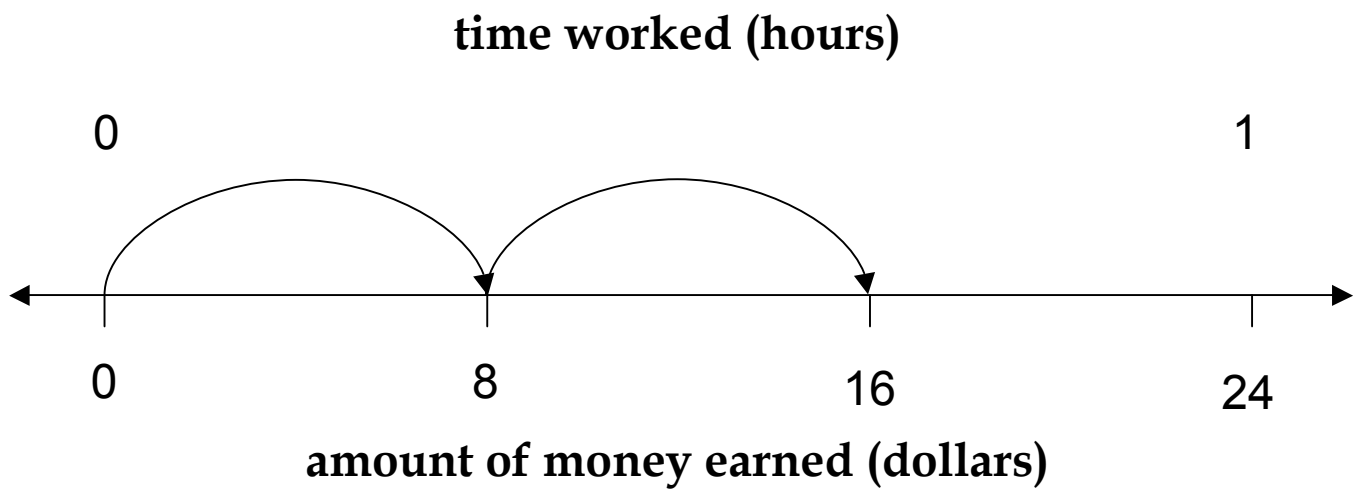 time worked (hours)
0 1
0 8 16 24
amount of money earned (dollars)